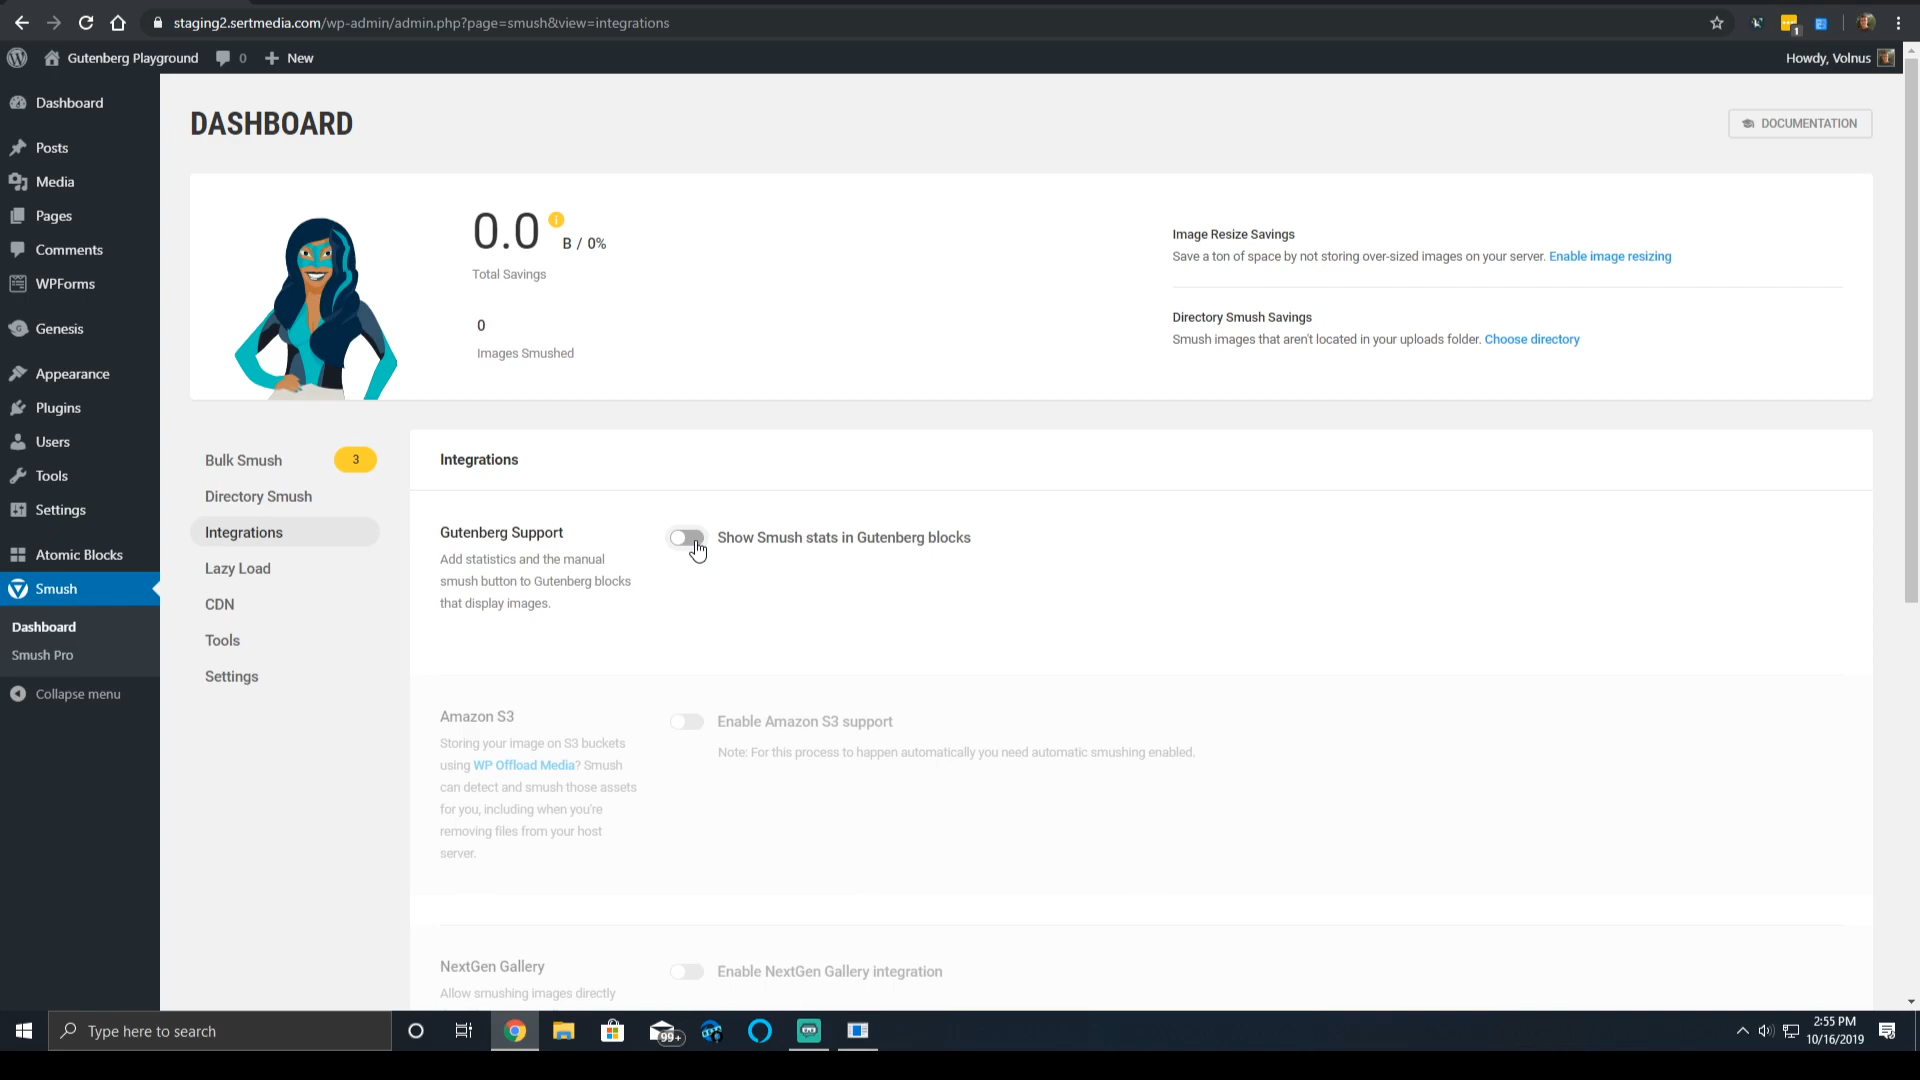 staging2.sertmedia.com/wp-admin/admin.php?page=smush&view=integrations
1
Gutenberg Playground
0
New
Howdy, Volnus
Dashboard
Posts
Media
Pages
Comments
WPForms
Genesis
Appearance
Plugins
Users
Tools
Settings
Atomic Blocks
Smush
Dashboard
Smush Pro
Collapse menu
DASHBOARD
DOCUMENTATION
0.0
B / 0%
Total Savings
0
Images Smushed
Image Resize Savings
Save a ton of space by not storing over-sized images on your server. Enable image resizing
Directory Smush Savings
Smush images that aren't located in your uploads folder. Choose directory
Bulk Smush
3
Directory Smush
Integrations
Lazy Load
CDN
Tools
Settings
Integrations
Gutenberg Support
Add statistics and the manual
smush button to Gutenberg blocks
that display images.
Show Smush stats in Gutenberg blocks
Amazon S3
Storing your image on S3 buckets
using WP Offload Media? Smush
can detect and smush those assets
for you, including when you're
removing files from your host
server.
Enable Amazon S3 support
Note: For this process to happen automatically you need automatic smushing enabled.
NextGen Gallery
Allow smushing images directly
Enable NextGen Gallery integration
Type here to search
99+
2:55 PM
10/16/2019